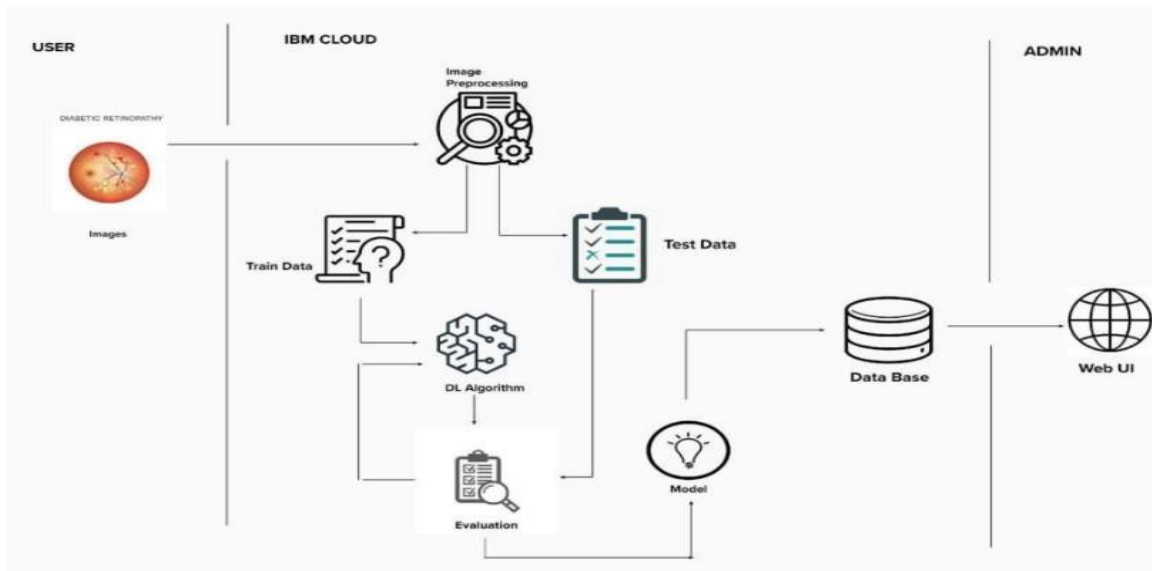 USER
IBM CLOUD
ADMIN
Image
Preprocessing
DIABETIC RETINOPATHY
Images
Train Data
?
Test Data
DL Algorithm
Data Base
Web UI
Model
Evaluation